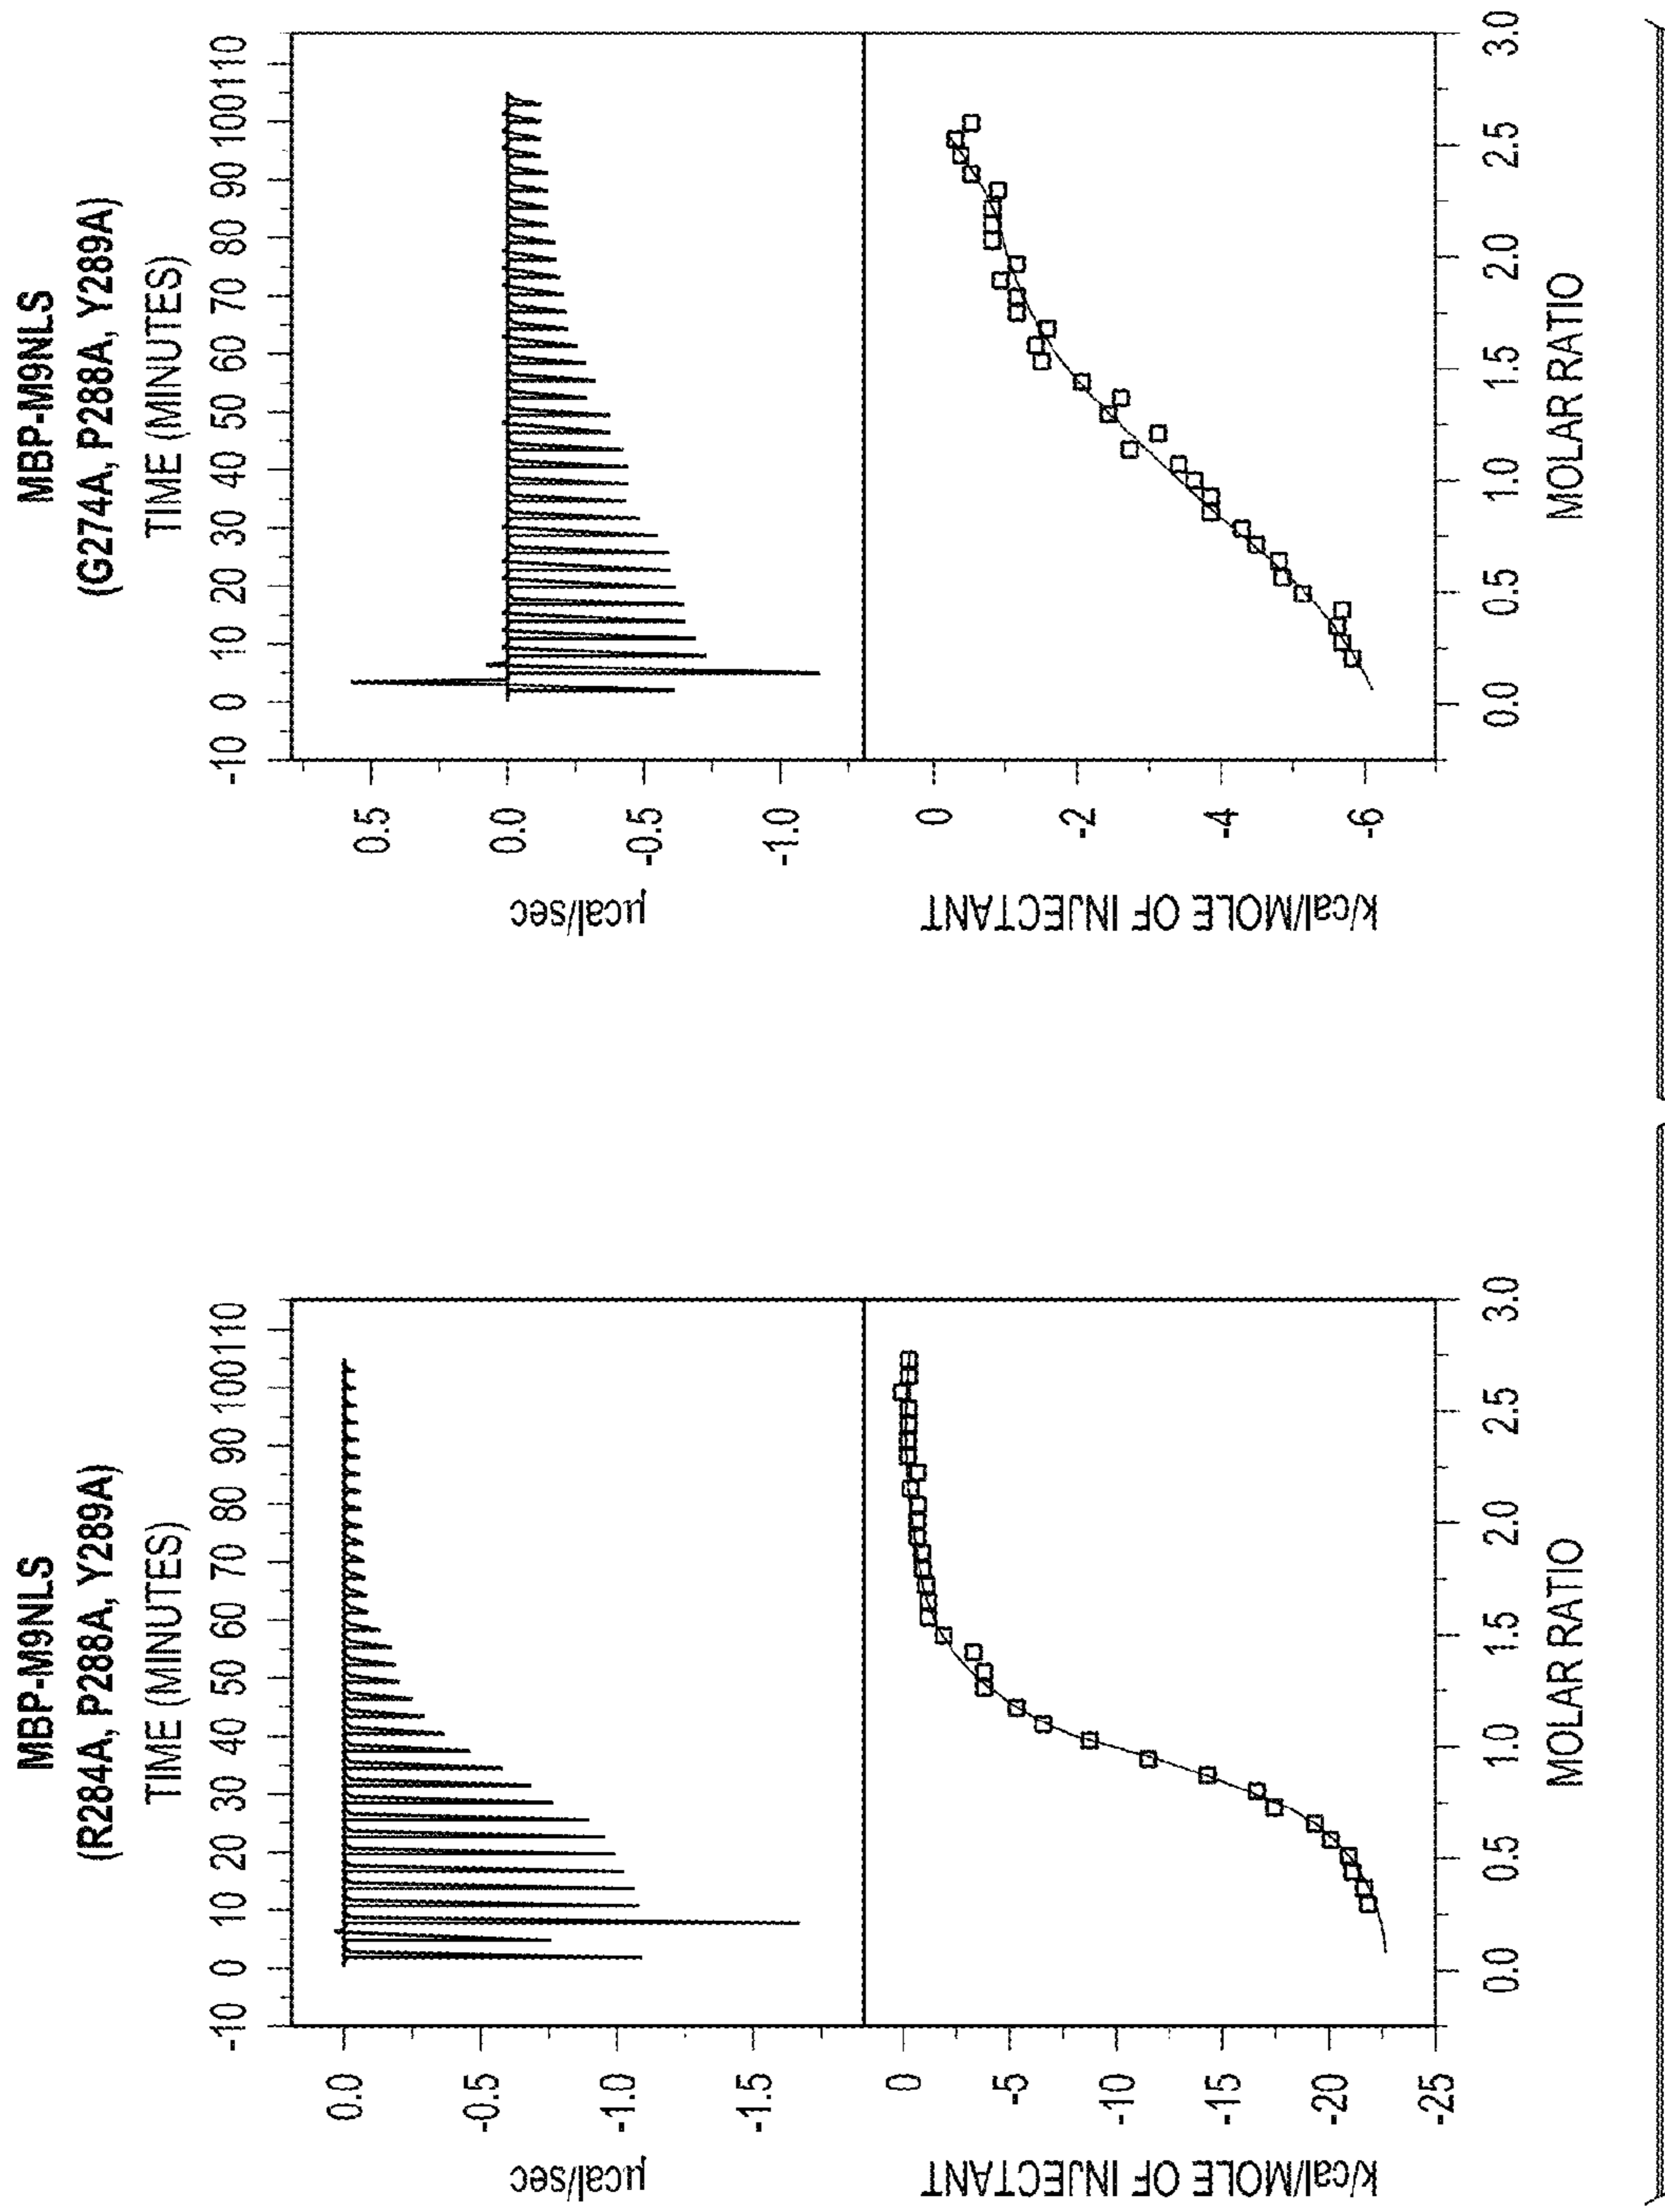 MBP-M9NLS
(R284A, P288A, Y289A)
TIME (MINUTES)
-10 0 10 20 30 40 50 60 70 80 90 100 110
0.0
-0.5
-1.0
-1.5
µcal/sec
0
-5
-10
-15
-20
-25
k/cal/MOLE OF INJECTANT
0.0 0.5 1.0 1.5 2.0 2.5 3.0
MOLAR RATIO
MBP-M9NLS
(G274A, P288A, Y289A)
TIME (MINUTES)
-10 0 10 20 30 40 50 60 70 80 90 100 110
0.5
0.0
-0.5
-1.0
µcal/sec
0
-2
-4
-6
k/cal/MOLE OF INJECTANT
0.0 0.5 1.0 1.5 2.0 2.5 3.0
MOLAR RATIO